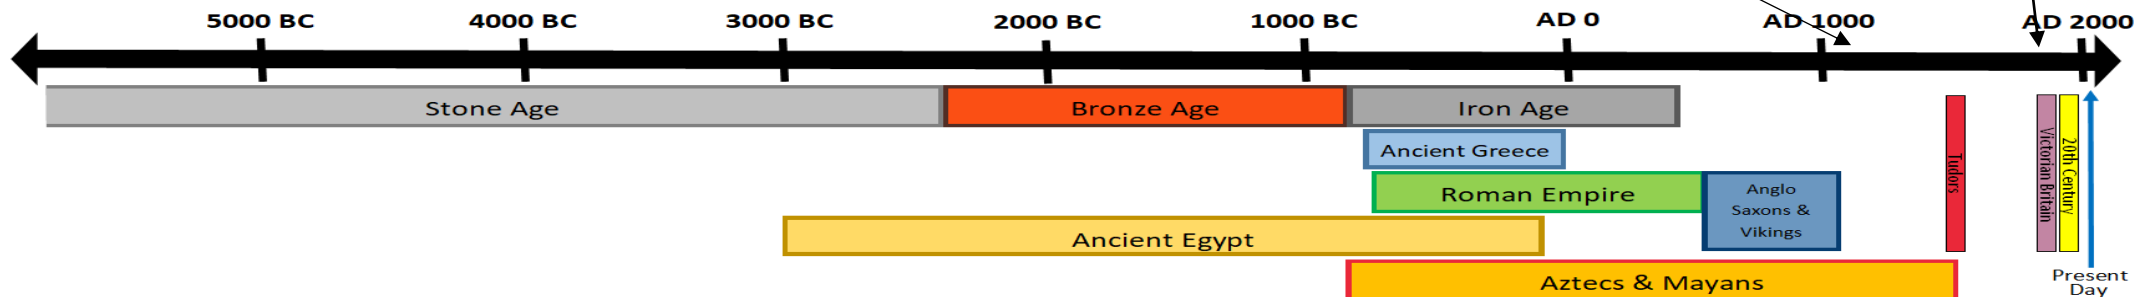 5000 BC
4000 BC
3000 BC
2000 BC
1000 BC
AD 0
AD 1000
AD 2000
Stone Age
Bronze Age
Iron Age
Ancient Greece
Roman Empire
Anglo
Saxons &
Vikings
Ancient Egypt
Aztecs & Mayans
Tudors
Victorian Britain
20th Century
Present
Day